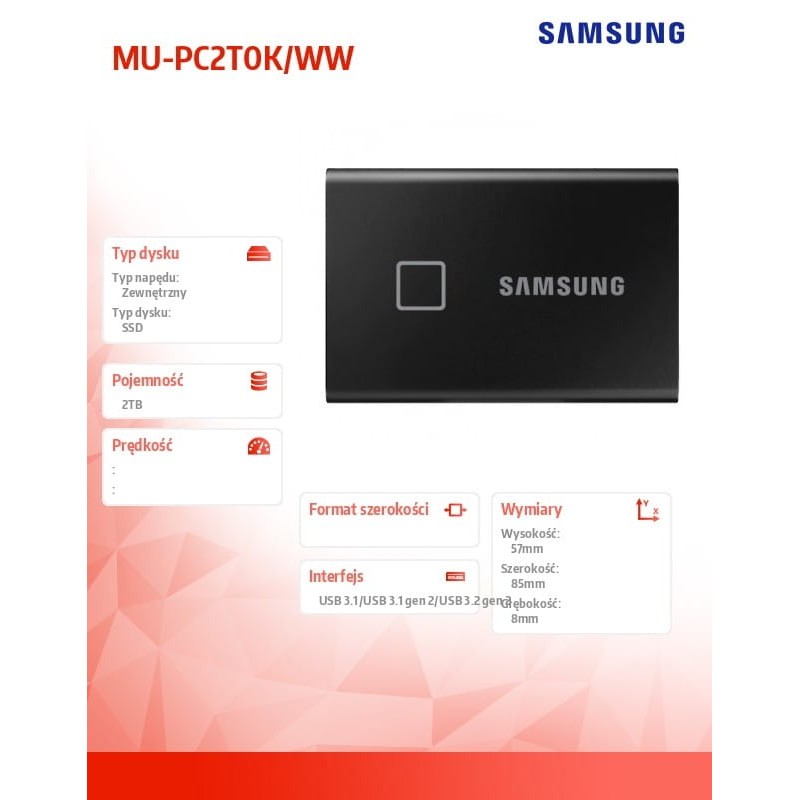 SAMSUNG
MU-PC2T0K/WW
SAMSUNG
Typ dysku
Typ napędu:
Zewnętrzny
Typ dysku:
SSD
Pojemność
2TB
Prędkość
:
:
Format szerokości
Interfejs
USB 3.1/USB 3.1 gen 2/USB 3.2 gen 2
Wymiary
Y
X
Wysokość:
57mm
Szerokość:
85mm
Głębokość:
8mm